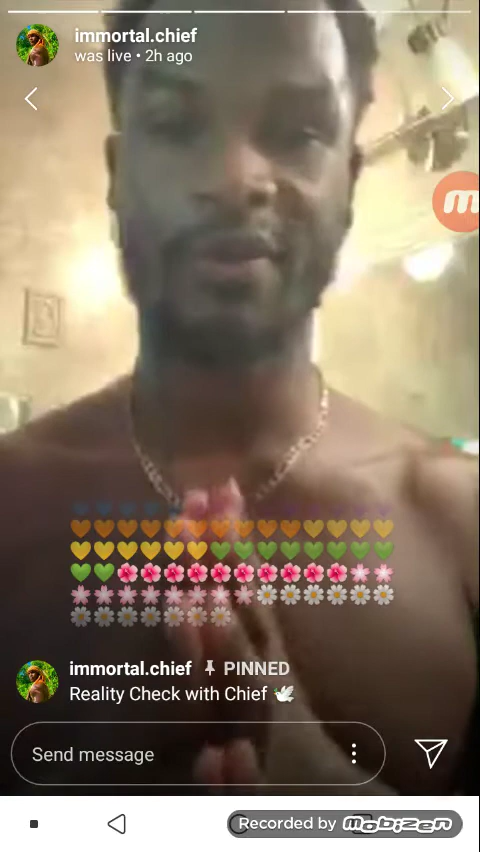 immortal.chief
was live • 2h ago
m
💙💙💙💙💙💜💜💜💜💜💜💜💜💜
🧡🧡🧡🧡🧡🧡🧡🧡🧡🧡💛💛💛💛
💛💛💛💛💛💛💚💚💚💚💚💚💚💚
💚💚🌺🌺🌺🌺🌺🌺🌺🌺🌺🌺🌸🌸
🌸🌸🌸🌸🌸🌸🌸🌸🌼🌼🌼🌼🌼🌼
🌼🌼🌼🌼🌼🌼🌼
immortal.chief 📌 PINNED
Reality Check with Chief 🕊️
Send message
Recorded by mobizen